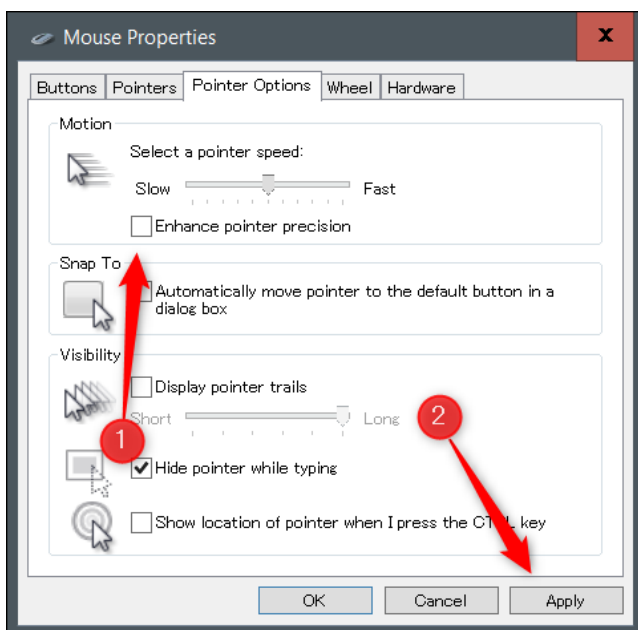 Mouse Properties
x
Buttons Pointers Pointer Options Wheel Hardware
Motion
Select a pointer speed:
Slow Fast
Enhance pointer precision
Snap To
Automatically move pointer to the default button in a
dialog box
Visibility
Display pointer trails
Short Long
2
1
Hide pointer while typing
Show location of pointer when I press the CTRL key
OK Cancel Apply